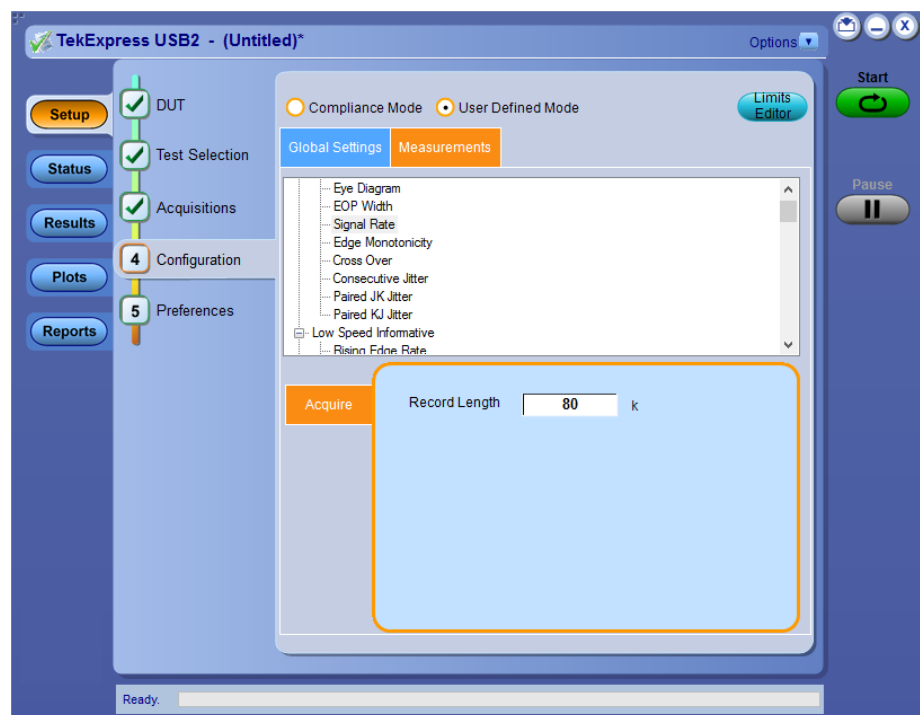 TekExpress USB2 - (Untitled)*
Options
X
Start
Setup
DUT
Compliance Mode
User Defined Mode
Limits
Editor
Test Selection
Global Settings
Measurements
Status
Pause
Eye Diagram
EOP Width
Acquisitions
Signal Rate
Results
Edge Monotonicity
4 Configuration
Cross Over
Plots
Consecutive Jitter
Paired JK Jitter
5 Preferences
Paired KJ Jitter
Reports
Low Speed Informative
Rising Edge Rate
Acquire
Record Length 80 k
Ready.